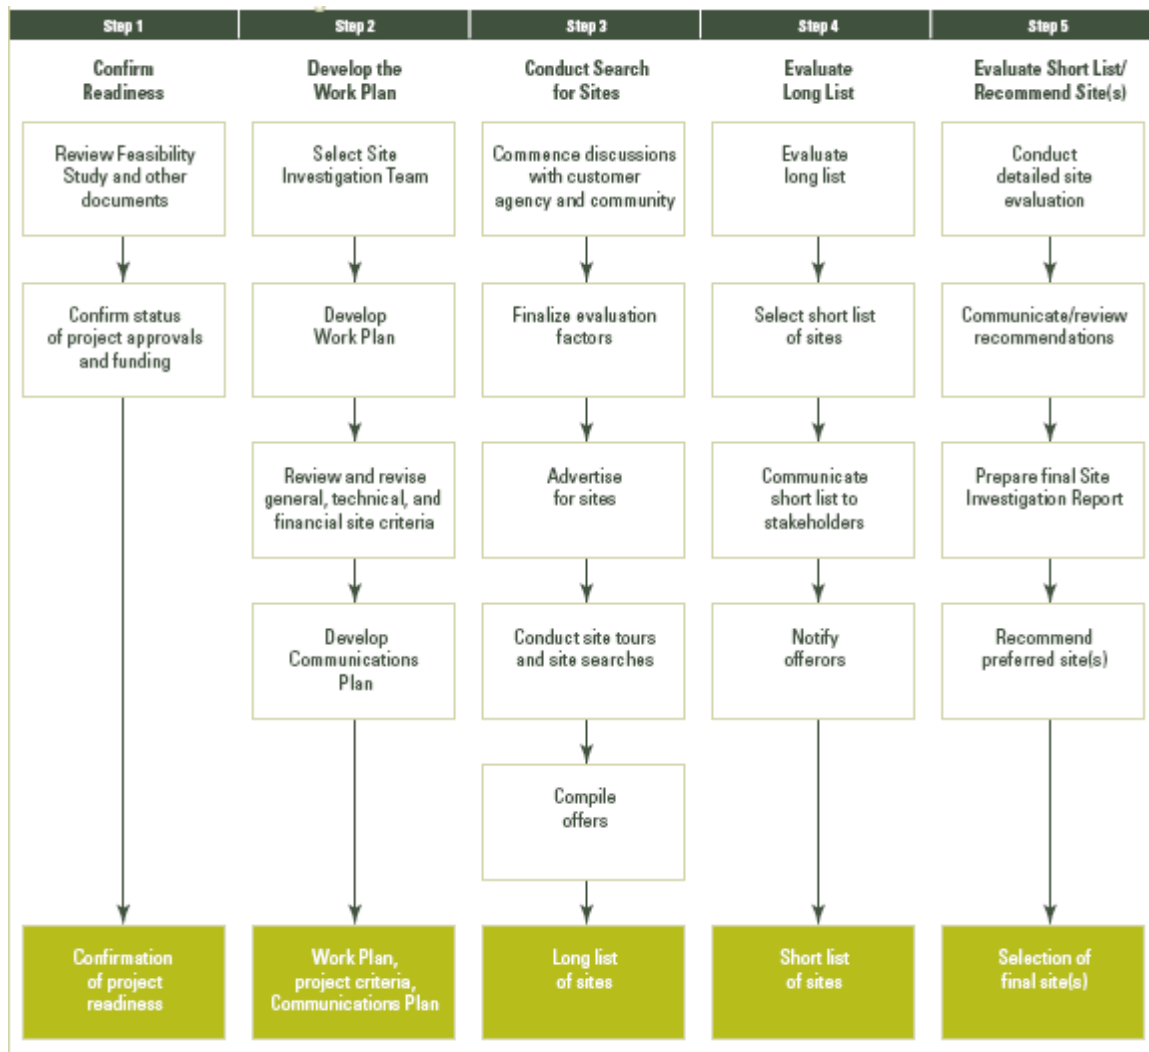 Step 1
Step 2
Step 3
Step 4
Step 5
Confirm
Readiness
Develop the
Work Plan
Conduct Search
for Sites
Evaluate
Long List
Evaluate Short List/
Recommend Site(s)
Review Feasibility
Study and other
documents
Confirm status
of project approvals
and funding
Confirmation
of project
readiness
Select Site
Investigation Team
Develop
Work Plan
Review and revise
general, technical, and
financial site criteria
Develop
Communications
Plan
Work Plan,
project criteria,
Communications Plan
Commence discussions
with customer
agency and community
Finalize evaluation
factors
Advertise
for sites
Conduct site tours
and site searches
Compile
offers
Long list
of sites
Evaluate
long list
Select short list
of sites
Communicate
short list to
stakeholders
Notify
offerors
Short list
of sites
Conduct
detailed site
evaluation
Communicate/review
recommendations
Prepare final Site
Investigation Report
Recommend
preferred site(s)
Selection of
final site(s)